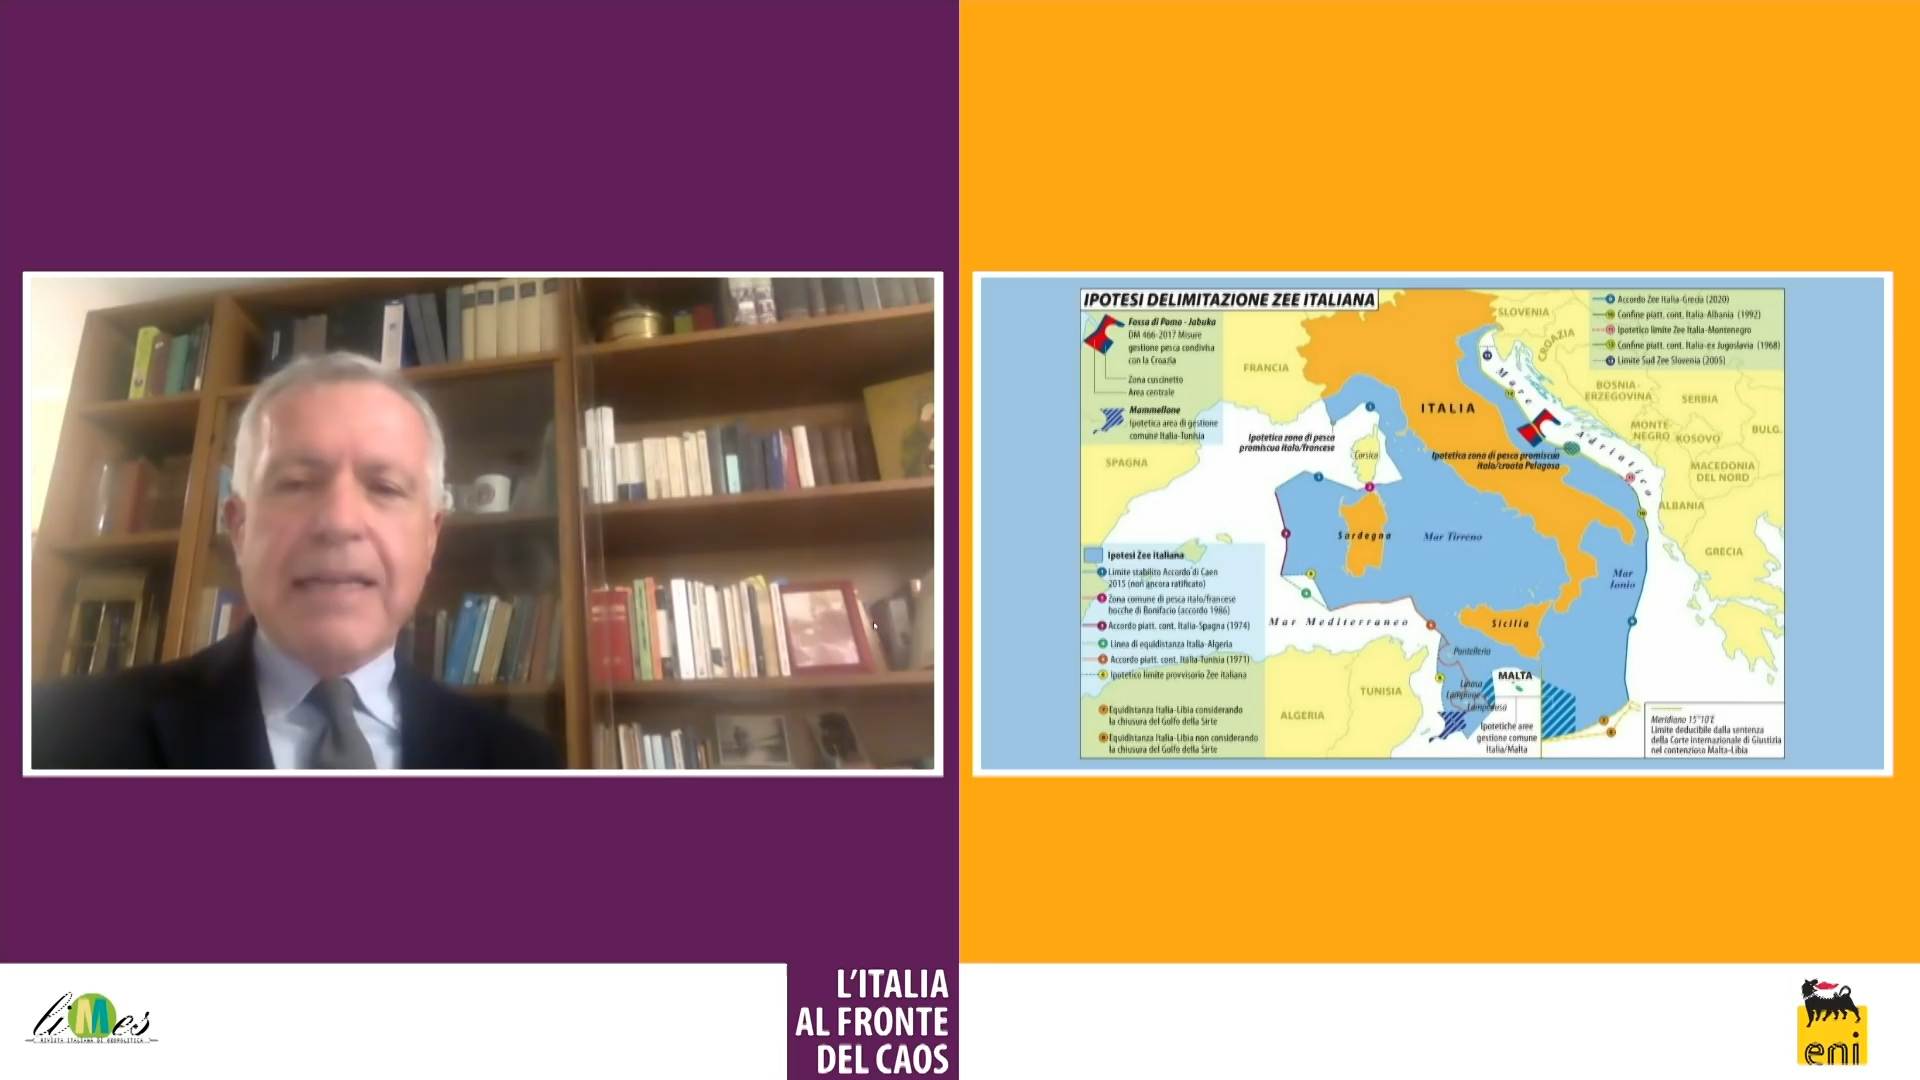 IPOTESI DELIMITAZIONE ZEE ITALIANA
Fossa di Pomo - Jabuka
DM 466-2017 Misure
gestione pesca condivisa
con la Croazia
Zona cuscinetto
Area centrale
Mammellone
Ipotetica area di gestione
comune Italia-Tunisia
Accordo Zee Italia-Grecia (2020)
Confine piatt. cont. Italia-Albania (1992)
Ipotetico limite Zee Italia-Montenegro
Confine piatt. cont. Italia-ex Jugoslavia (1968)
Limite Sud Zee Slovenia (2005)
SLOVENIA
CROAZIA
FRANCIA
BOSNIA-
ERZEGOVINA
SERBIA
ITALIA
Mare Adriatico
MONTE-
NEGRO
KOSOVO
BULG.
Ipotetica zona di pesca
promiscua italo/francese
Corsica
Ipotetica zona di pesca promiscua
italo/croata Pelagosa
SPAGNA
MACEDONIA
DEL NORD
ALBANIA
Sardegna
Mar Tirreno
GRECIA
Mar
Ionio
Ipotesi Zee italiana
Limite stabilito Accordo di Caen
2015 (non ancora ratificato)
Zona comune di pesca italo/francese
bocche di Bonifacio (accordo 1986)
Accordo piatt. cont. Italia-Spagna (1974)
Linea di equidistanza Italia-Algeria
Accordo piatt. cont. Italia-Tunisia (1971)
Ipotetico limite provvisorio Zee italiana
Equidistanza Italia-Libia considerando
la chiusura del Golfo della Sirte
Equidistanza Italia-Libia non considerando
la chiusura del Golfo della Sirte
Mar Mediterraneo
Sicilia
Pantelleria
MALTA
Linosa
Lampione
Lampedusa
TUNISIA
ALGERIA
Ipotetiche aree
gestione comune
Italia/Malta
Meridiano 15°10'E
Limite deducibile dalla sentenza
della Corte Internazionale di Giustizia
nel contenzioso Malta-Libia
liMes
RIVISTA ITALIANA DI GEOPOLITICA
L'ITALIA
AL FRONTE
DEL CAOS
eni